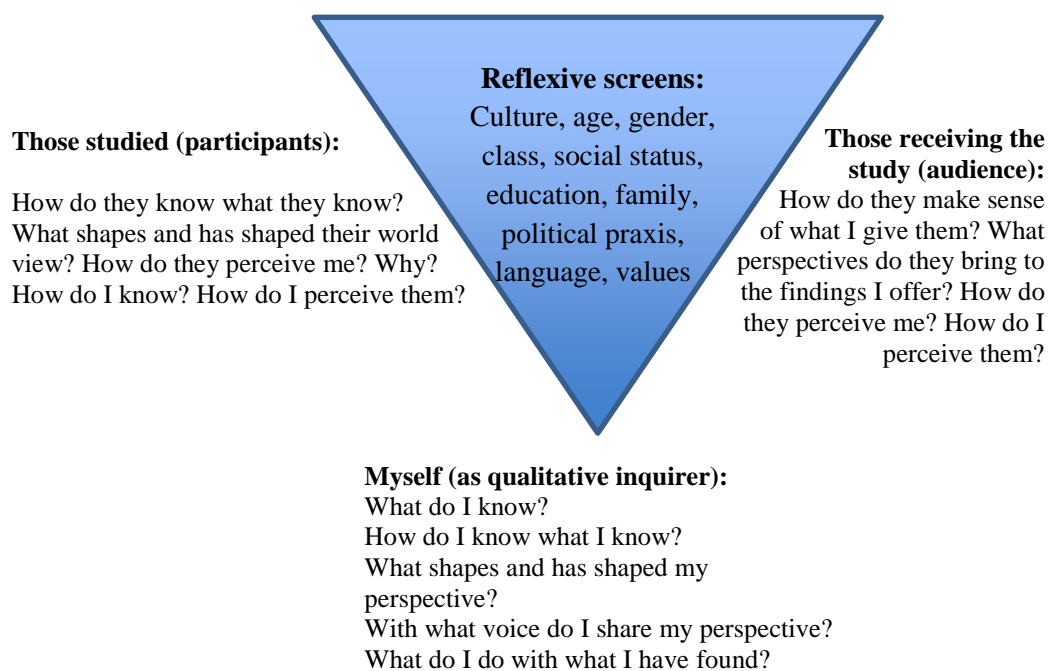 Reflexive screens:
Culture, age, gender,
class, social status,
education, family,
political praxis,
language, values
Those studied (participants):
How do they know what they know?
What shapes and has shaped their world
view? How do they perceive me? Why?
How do I know? How do I perceive them?
Those receiving the
study (audience):
How do they make sense
of what I give them? What
perspectives do they bring to
the findings I offer? How do
they perceive me? How do I
perceive them?
Myself (as qualitative inquirer):
What do I know?
How do I know what I know?
What shapes and has shaped my
perspective?
With what voice do I share my perspective?
What do I do with what I have found?